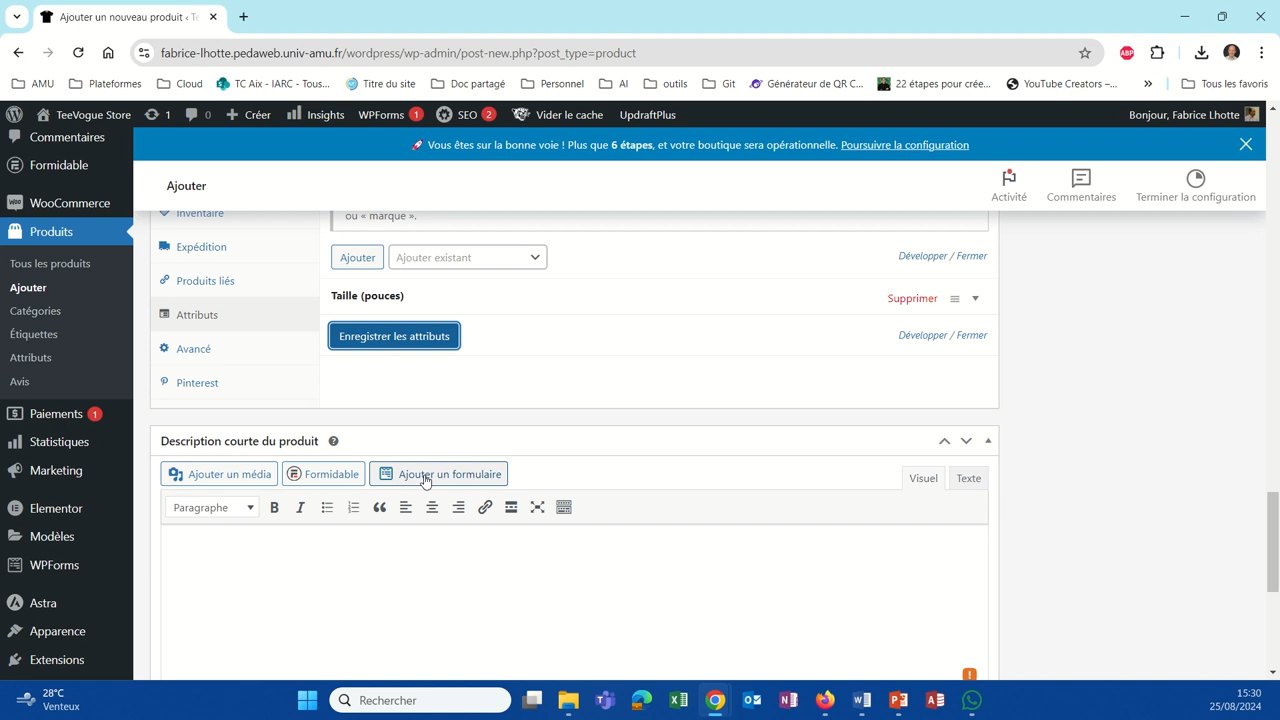 Ajouter un nouveau produit ‹ Te
fabrice-lhotte.pedaweb.univ-amu.fr/wordpress/wp-admin/post-new.php?post_type=product
AMU
Plateformes
Cloud
TC Aix - IARC - Tous...
Titre du site
Doc partagé
Personnel
AI
outils
Git
Générateur de QR C...
22 étapes pour crée...
YouTube Creators –...
»
Tous les favoris
TeeVogue Store
1
0
Créer
Insights
WPForms 1
SEO 2
Vider le cache
UpdraftPlus
Bonjour, Fabrice Lhotte
Commentaires
Formidable
WooCommerce
Produits
Tous les produits
Ajouter
Catégories
Étiquettes
Attributs
Avis
Paiements 1
Statistiques
Marketing
Elementor
Modèles
WPForms
Astra
Apparence
Extensions
🚀 Vous êtes sur la bonne voie ! Plus que 6 étapes, et votre boutique sera opérationnelle. Poursuivre la configuration
Ajouter
Activité
Commentaires
Terminer la configuration
Inventaire
Expédition
Produits liés
Attributs
Avancé
Pinterest
ou « marque ».
Ajouter
Ajouter existant
Développer / Fermer
Taille (pouces)
Supprimer
Enregistrer les attributs
Développer / Fermer
Description courte du produit
Ajouter un média
Formidable
Ajouter un formulaire
Visuel
Texte
Paragraphe
B
I
28°C
Venteux
Rechercher
15:30
25/08/2024